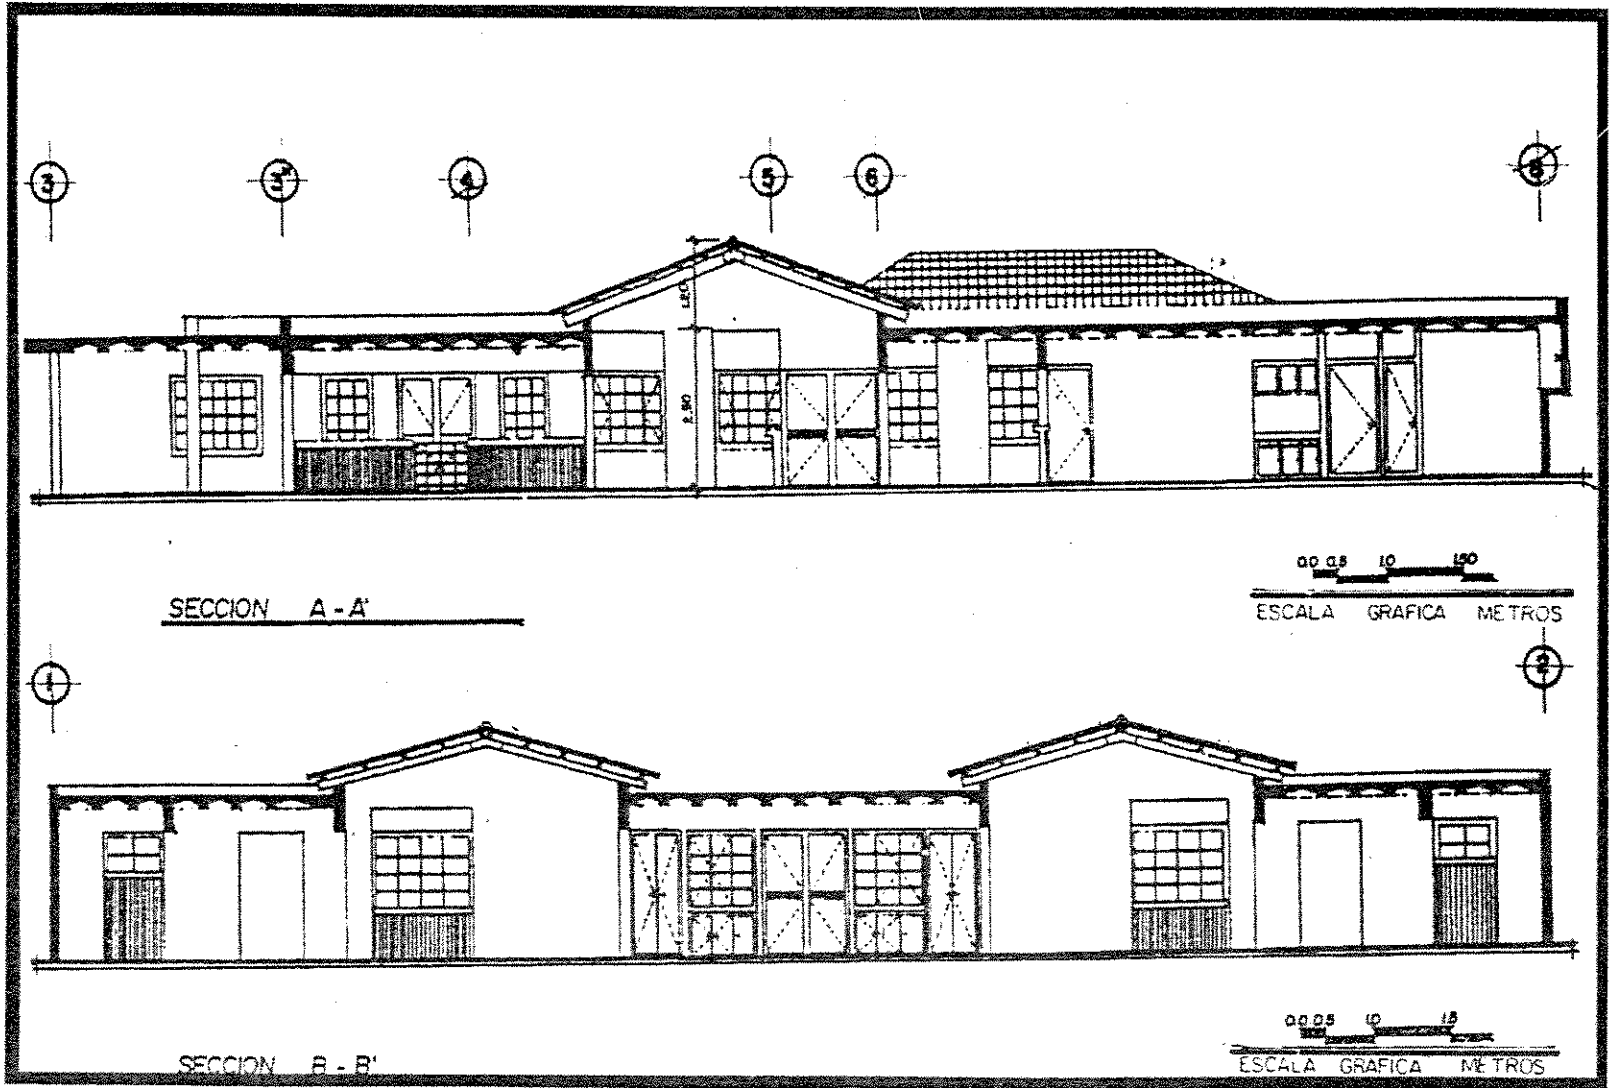 3 3" 4 5 6 8
1.20
2.80
0.0 0.5 1.0 1.50
ESCALA GRAFICA METROS
SECCION A - A'
1 2
0.0 0.5 1.0 1.5
ESCALA GRAFICA METROS
SECCION B - B'